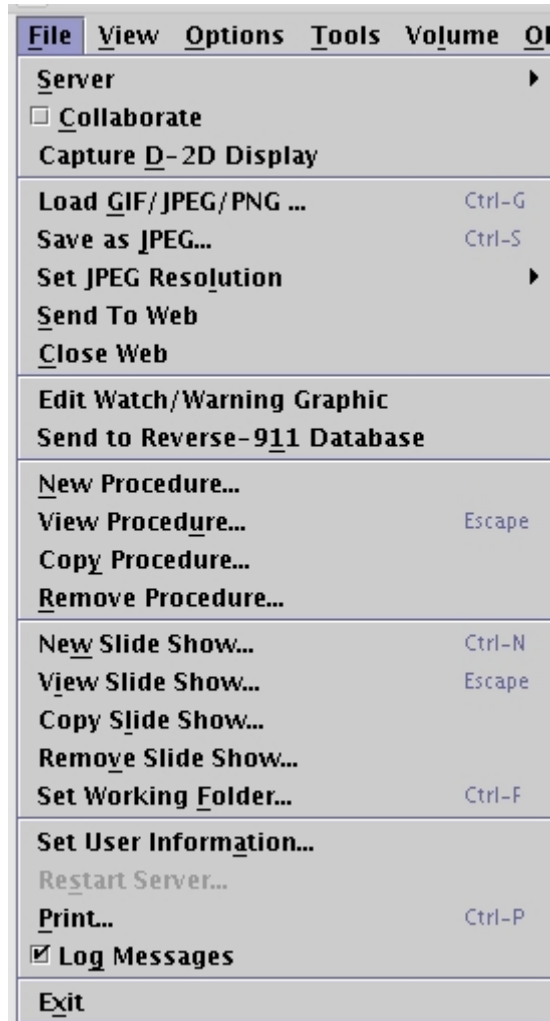 File View Options Tools Volume
Server
Collaborate
Capture D-2D Display
Load GIF/JPEG/PNG ... Ctrl-G
Save as JPEG... Ctrl-S
Set JPEG Resolution
Send To Web
Close Web
Edit Watch/Warning Graphic
Send to Reverse-911 Database
New Procedure...
View Procedure... Escape
Copy Procedure...
Remove Procedure...
New Slide Show... Ctrl-N
View Slide Show... Escape
Copy Slide Show...
Remove Slide Show...
Set Working Folder... Ctrl-F
Set User Information...
Restart Server...
Print... Ctrl-P
Log Messages
Exit